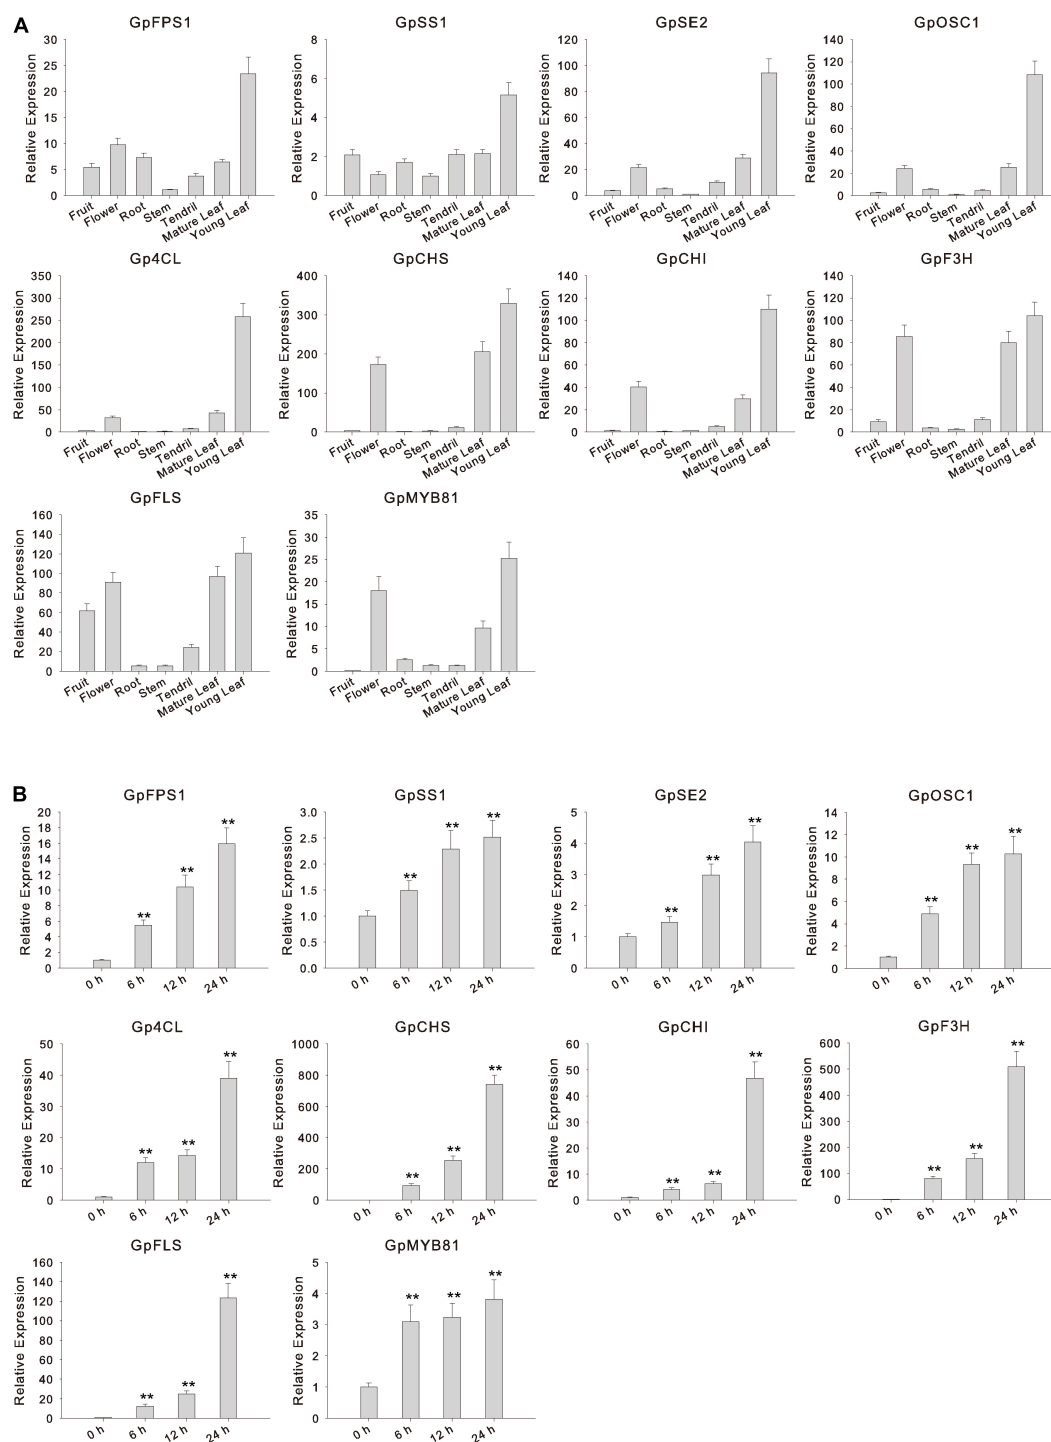 A
GpFPS1
Relative Expression
30
25
20
15
10
5
0
Fruit
Flower
Root
Stem
Tendril
Mature Leaf
Young Leaf
GpSS1
Relative Expression
8
6
4
2
0
Fruit
Flower
Root
Stem
Tendril
Mature Leaf
Young Leaf
GpSE2
Relative Expression
120
100
80
60
40
20
0
Fruit
Flower
Root
Stem
Tendril
Mature Leaf
Young Leaf
GpOSC1
Relative Expression
140
120
100
80
60
40
20
0
Fruit
Flower
Root
Stem
Tendril
Mature Leaf
Young Leaf
Gp4CL
Relative Expression
350
300
250
200
150
100
50
0
Fruit
Flower
Root
Stem
Tendril
Mature Leaf
Young Leaf
GpCHS
Relative Expression
400
300
200
100
0
Fruit
Flower
Root
Stem
Tendril
Mature Leaf
Young Leaf
GpCHI
Relative Expression
140
120
100
80
60
40
20
0
Fruit
Flower
Root
Stem
Tendril
Mature Leaf
Young Leaf
GpF3H
Relative Expression
140
120
100
80
60
40
20
0
Fruit
Flower
Root
Stem
Tendril
Mature Leaf
Young Leaf
GpFLS
Relative Expression
160
140
120
100
80
60
40
20
0
Fruit
Flower
Root
Stem
Tendril
Mature Leaf
Young Leaf
GpMYB81
Relative Expression
35
30
25
20
15
10
5
0
Fruit
Flower
Root
Stem
Tendril
Mature Leaf
Young Leaf
B
GpFPS1
Relative Expression
20
18
16
14
12
10
8
6
4
2
0
** ** **
0 h
6 h
12 h
24 h
GpSS1
Relative Expression
3.0
2.5
2.0
1.5
1.0
0.5
0.0
** ** **
0 h
6 h
12 h
24 h
GpSE2
Relative Expression
5
4
3
2
1
0
** ** **
0 h
6 h
12 h
24 h
GpOSC1
Relative Expression
14
12
10
8
6
4
2
0
** ** **
0 h
6 h
12 h
24 h
Gp4CL
Relative Expression
50
40
30
20
10
0
** ** **
0 h
6 h
12 h
24 h
GpCHS
Relative Expression
1000
800
600
400
200
0
** ** **
0 h
6 h
12 h
24 h
GpCHI
Relative Expression
60
50
40
30
20
10
0
** ** **
0 h
6 h
12 h
24 h
GpF3H
Relative Expression
600
500
400
300
200
100
0
** ** **
0 h
6 h
12 h
24 h
GpFLS
Relative Expression
160
140
120
100
80
60
40
20
0
** ** **
0 h
6 h
12 h
24 h
GpMYB81
Relative Expression
5
4
3
2
1
0
** ** **
0 h
6 h
12 h
24 h